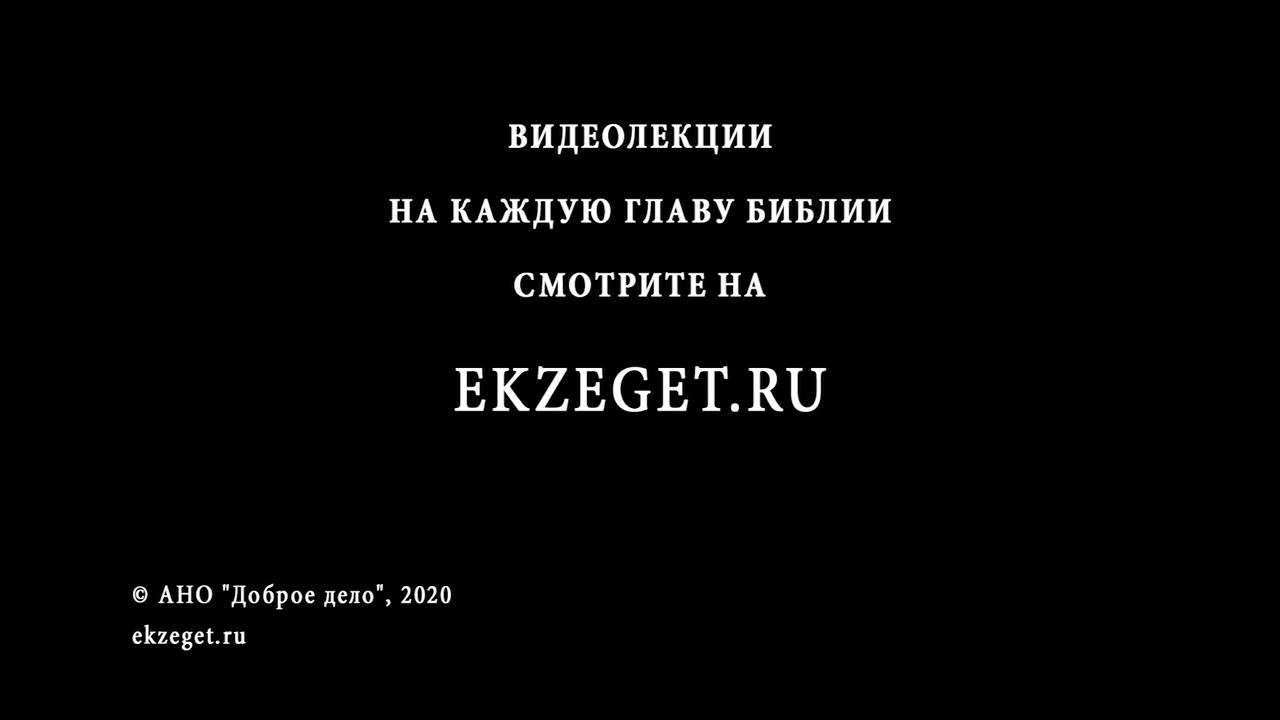 ВИДЕОЛЕКЦИИ
НА КАЖДУЮ ГЛАВУ БИБЛИИ
СМОТРИТЕ НА
EKZEGET.RU
© АНО "Доброе дело", 2020
ekzeget.ru